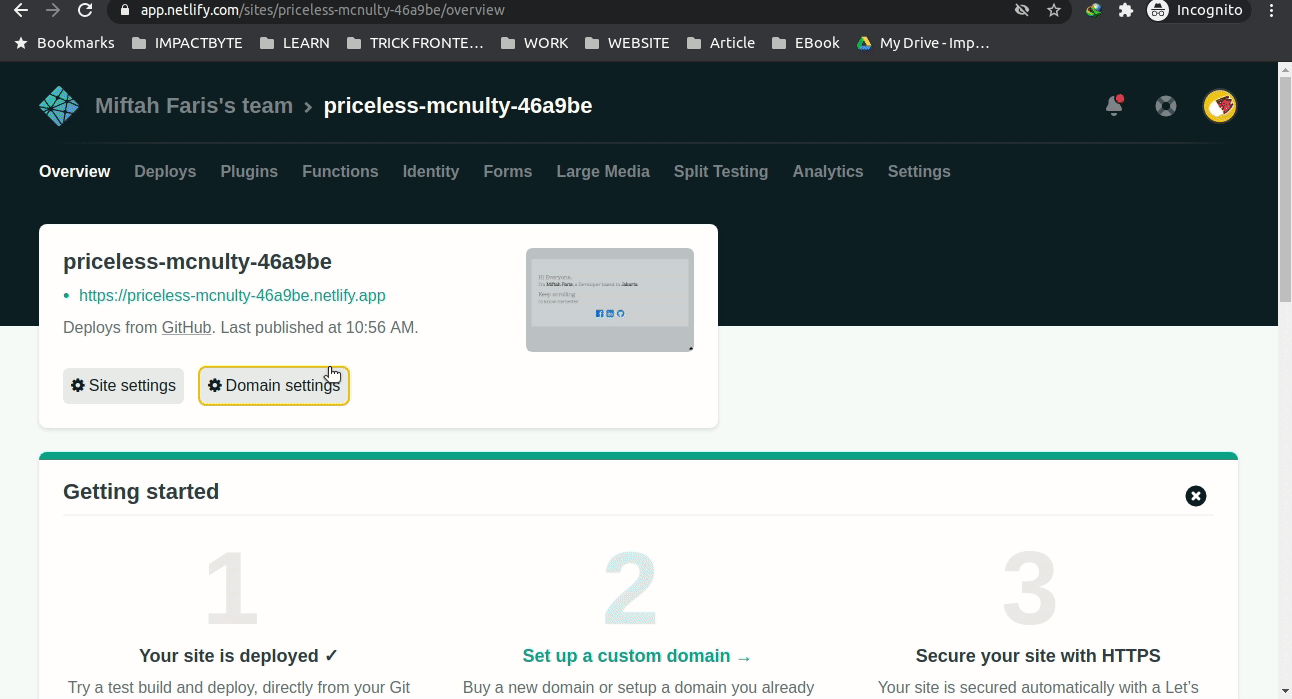 app.netlify.com/sites/priceless-mcnulty-46a9be/overview
Incognito
Bookmarks IMPACTBYTE LEARN TRICK FRONTE... WORK WEBSITE Article EBook My Drive - Imp...
Miftah Faris's team › priceless-mcnulty-46a9be
Overview Deploys Plugins Functions Identity Forms Large Media Split Testing Analytics Settings
priceless-mcnulty-46a9be
• https://priceless-mcnulty-46a9be.netlify.app
Deploys from GitHub. Last published at 10:56 AM.
Hi Everyone,
I'm Miftah Faris, a Developer based in Jakarta
Keep scrolling
Site settings
Domain settings
Getting started
1
2
3
Your site is deployed ✓
Set up a custom domain →
Secure your site with HTTPS
Try a test build and deploy, directly from your Git
Buy a new domain or setup a domain you already
Your site is secured automatically with a Let's